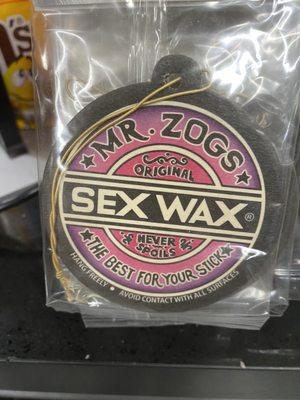 's
MR. ZOGS
ORIGINAL
SEX WAX®
NEVER
SPOILS
THE BEST FOR YOUR STICK
HANG FREELY • AVOID CONTACT WITH ALL SURFACES